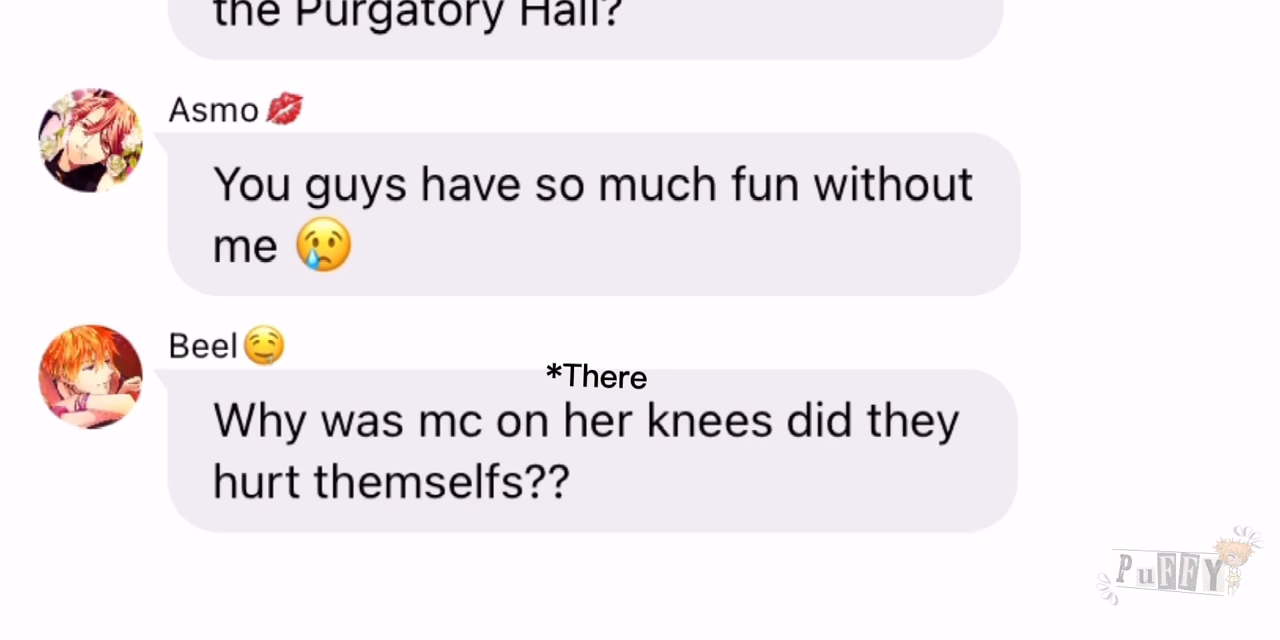 the Purgatory Hall?
Asmo💋
You guys have so much fun without
me 😢
Beel🤤
*There
Why was mc on her knees did they
hurt themselfs??
PuFFY